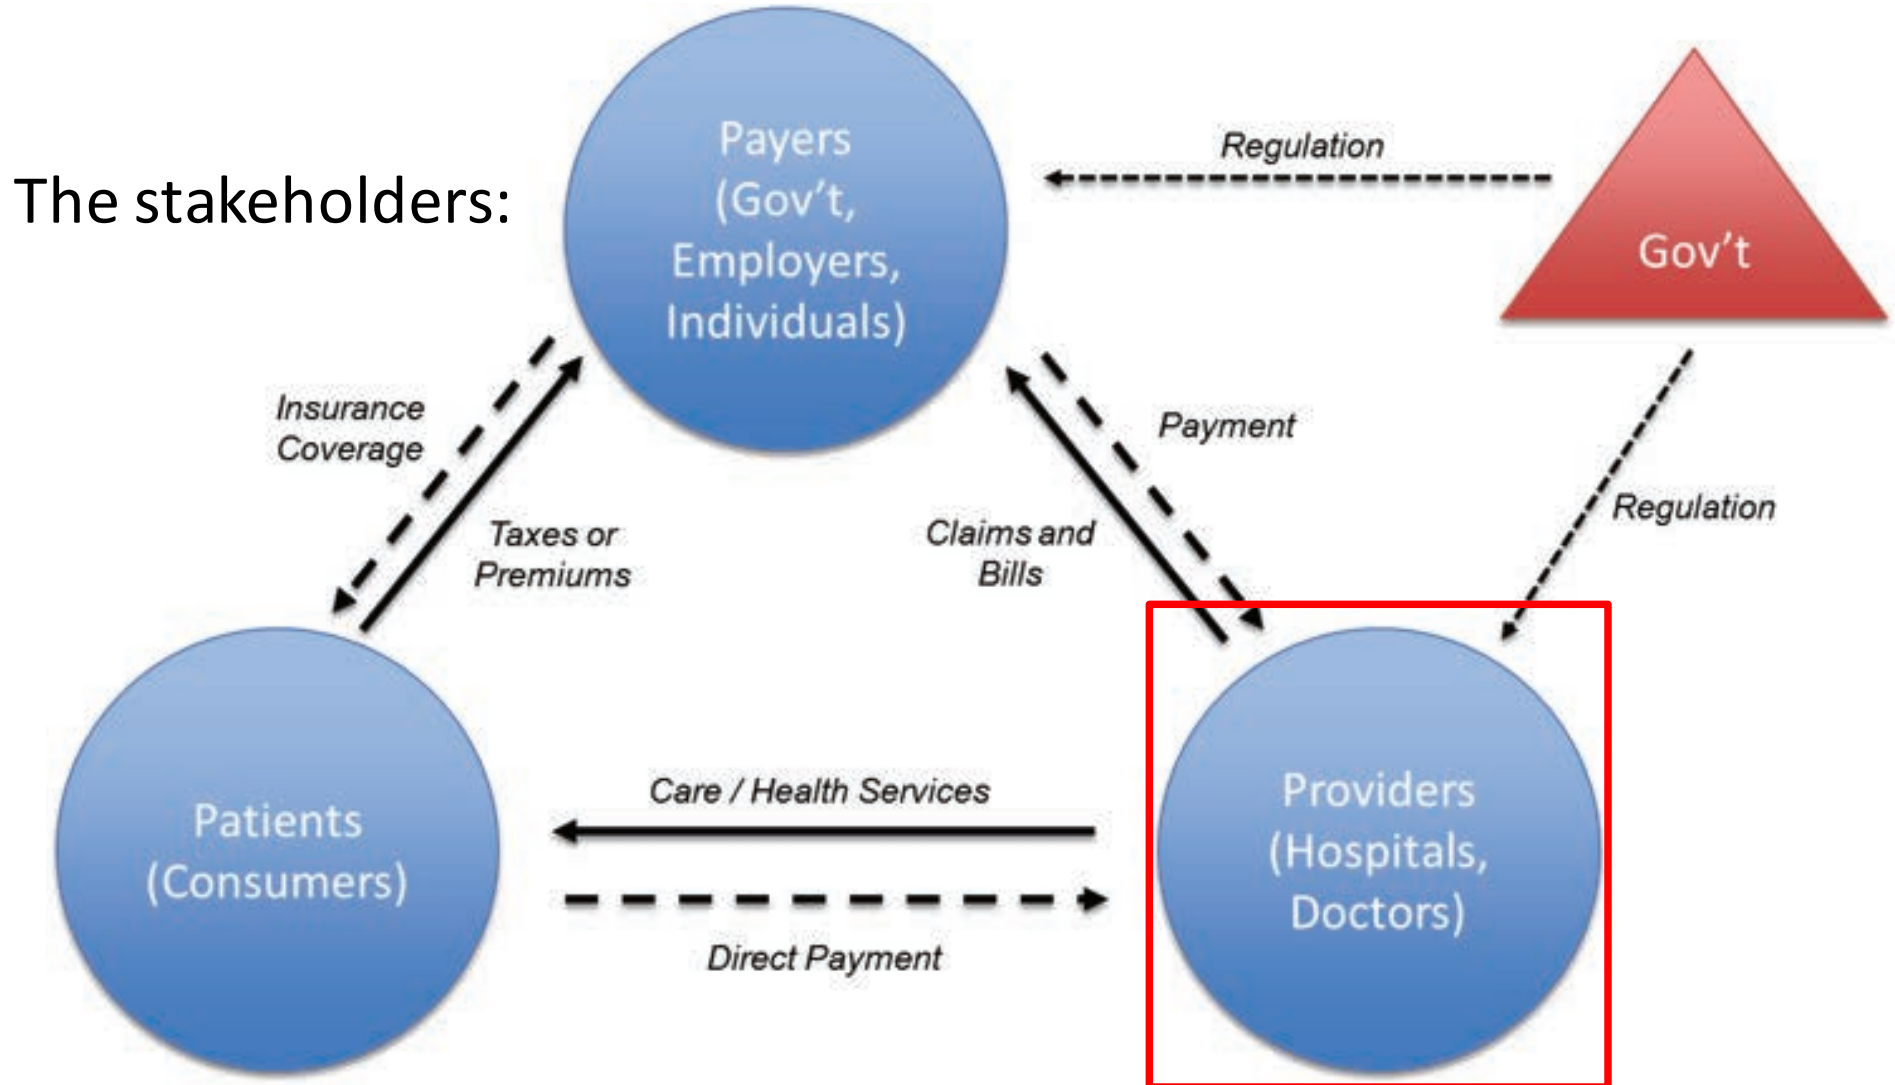 The stakeholders:
Payers
(Gov’t,
Employers,
Individuals)
Regulation
Gov’t
Insurance
Coverage
Taxes or
Premiums
Payment
Claims and
Bills
Regulation
Patients
(Consumers)
Care / Health Services
Direct Payment
Providers
(Hospitals,
Doctors)